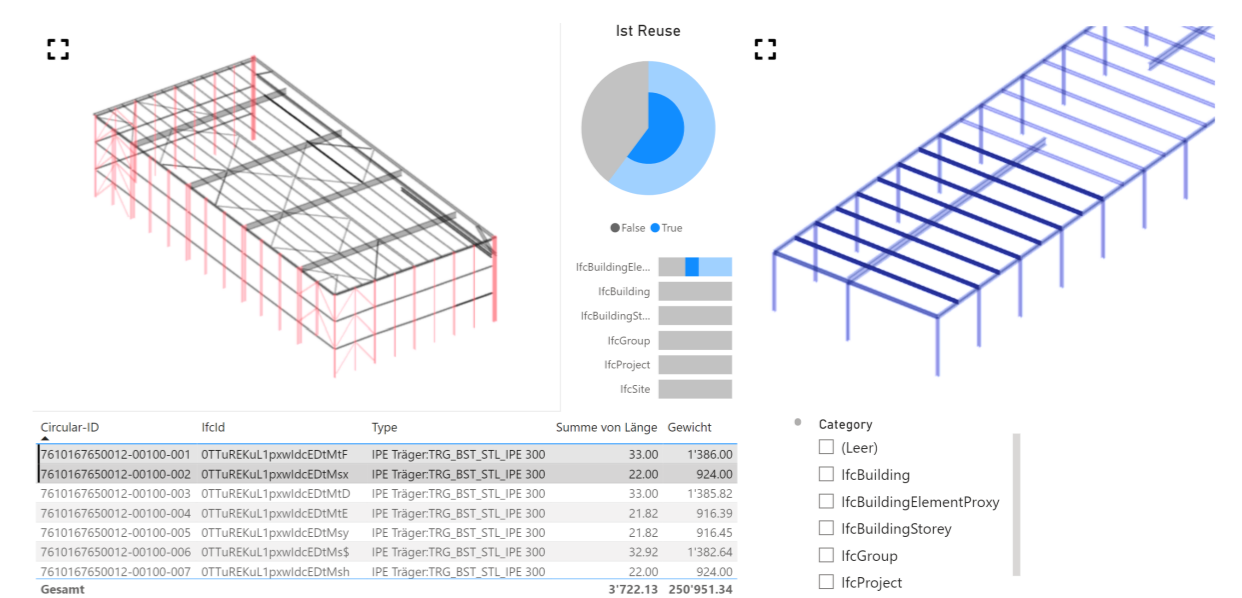 Ist Reuse
False True
IfcBuildingEle...
IfcBuilding
IfcBuildingSt...
IfcGroup
IfcProject
IfcSite
Circular-ID IfcId Type Summe von Länge Gewicht
7610167650012-00100-001 0TTuREKuL1pxwIdcEDtMtF IPE Träger:TRG_BST_STL_IPE 300 33.00 1'386.00
7610167650012-00100-002 0TTuREKuL1pxwIdcEDtMsx IPE Träger:TRG_BST_STL_IPE 300 22.00 924.00
7610167650012-00100-003 0TTuREKuL1pxwIdcEDtMtD IPE Träger:TRG_BST_STL_IPE 300 33.00 1'385.82
7610167650012-00100-004 0TTuREKuL1pxwIdcEDtMtE IPE Träger:TRG_BST_STL_IPE 300 21.82 916.39
7610167650012-00100-005 0TTuREKuL1pxwIdcEDtMsy IPE Träger:TRG_BST_STL_IPE 300 21.82 916.45
7610167650012-00100-006 0TTuREKuL1pxwIdcEDtMs$ IPE Träger:TRG_BST_STL_IPE 300 32.92 1'382.64
7610167650012-00100-007 0TTuREKuL1pxwIdcEDtMsh IPE Träger:TRG_BST_STL_IPE 300 22.00 924.00
Gesamt 3'722.13 250'951.34
Category
(Leer)
IfcBuilding
IfcBuildingElementProxy
IfcBuildingStorey
IfcGroup
IfcProject